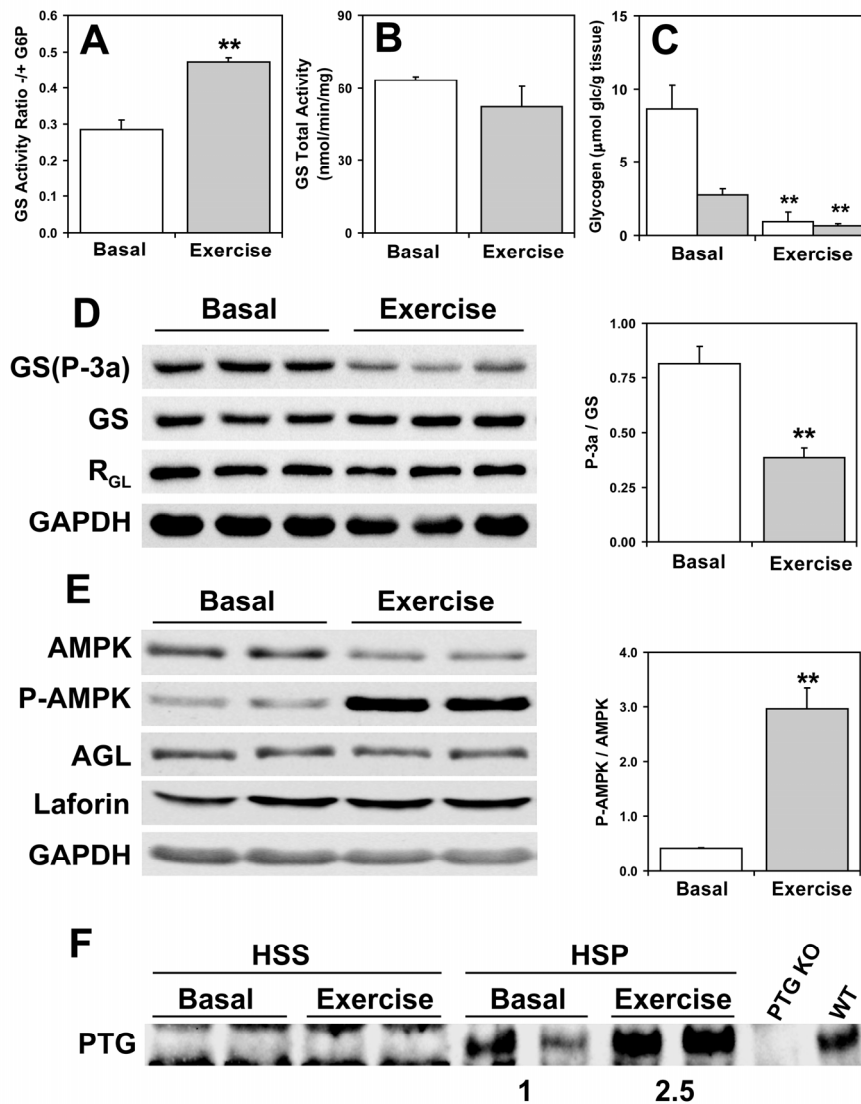 A
GS Activity Ratio -/+ G6P
0.6
0.5
0.4
0.3
0.2
0.1
0.0
**
Basal
Exercise
B
GS Total Activity
(nmol/min/mg)
90
60
30
0
Basal
Exercise
C
Glycogen (µmol glc/g tissue)
15
10
5
0
**
**
Basal
Exercise
D
Basal
Exercise
GS(P-3a)
GS
RGL
GAPDH
P-3a / GS
1.00
0.75
0.50
0.25
0.00
**
Basal
Exercise
E
Basal
Exercise
AMPK
P-AMPK
AGL
Laforin
GAPDH
P-AMPK / AMPK
4.0
3.0
2.0
1.0
0.0
**
Basal
Exercise
F
HSS
HSP
Basal
Exercise
Basal
Exercise
PTG KO
WT
PTG
1
2.5